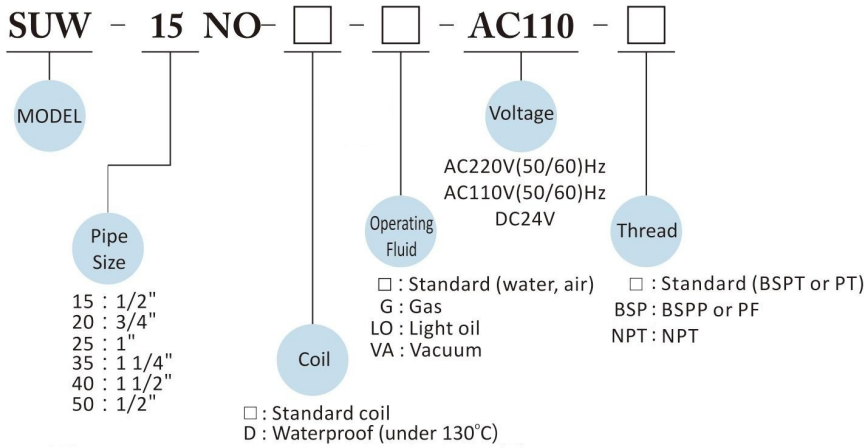 SUW - 15 NO- □ - □ - AC110 - □
MODEL
Voltage
AC220V(50/60)Hz
AC110V(50/60)Hz
DC24V
Pipe
Size
15 : 1/2"
20 : 3/4"
25 : 1"
35 : 1 1/4"
40 : 1 1/2"
50 : 1/2"
Coil
□ : Standard coil
D : Waterproof (under 130°C)
Operating
Fluid
□ : Standard (water, air)
G : Gas
LO : Light oil
VA : Vacuum
Thread
□ : Standard (BSPT or PT)
BSP : BSPP or PF
NPT : NPT